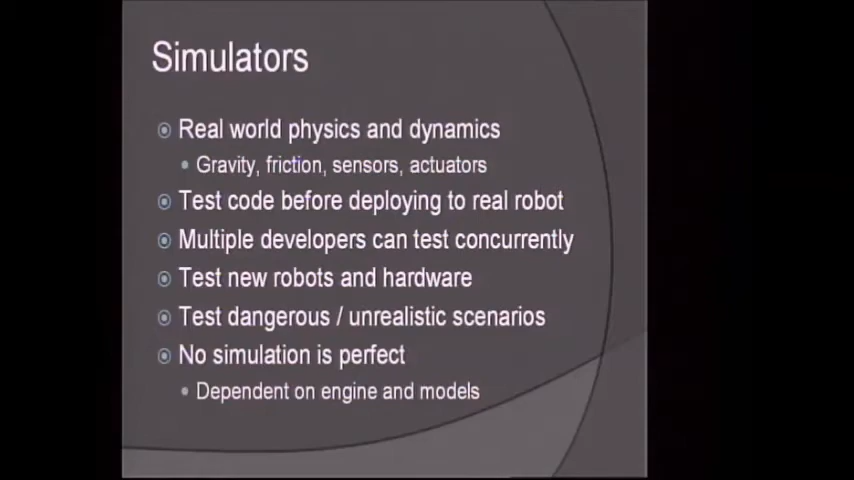 Simulators
Real world physics and dynamics
Gravity, friction, sensors, actuators
Test code before deploying to real robot
Multiple developers can test concurrently
Test new robots and hardware
Test dangerous / unrealistic scenarios
No simulation is perfect
Dependent on engine and models